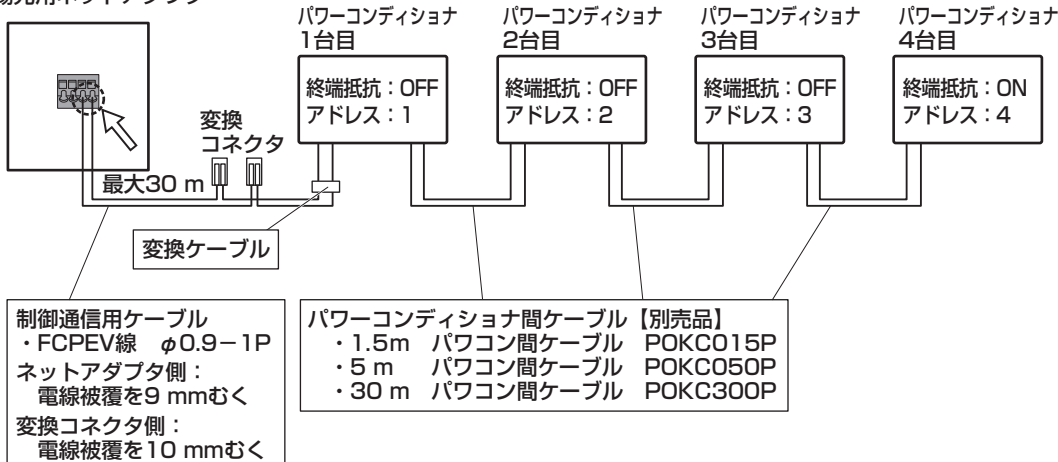 パワーコンディショナ
1台目
パワーコンディショナ
2台目
パワーコンディショナ
3台目
パワーコンディショナ
4台目
終端抵抗：OFF
アドレス：1
終端抵抗：OFF
アドレス：2
終端抵抗：OFF
アドレス：3
終端抵抗：ON
アドレス：4
変換
コネクタ
最大30 m
変換ケーブル
制御通信用ケーブル
・FCPEV線　φ0.9－1P
ネットアダプタ側：
電線被覆を9 mmむく
変換コネクタ側：
電線被覆を10 mmむく
パワーコンディショナ間ケーブル【別売品】
・1.5m　パワコン間ケーブル　POKC015P
・5 m　パワコン間ケーブル　POKC050P
・30 m　パワコン間ケーブル　POKC300P